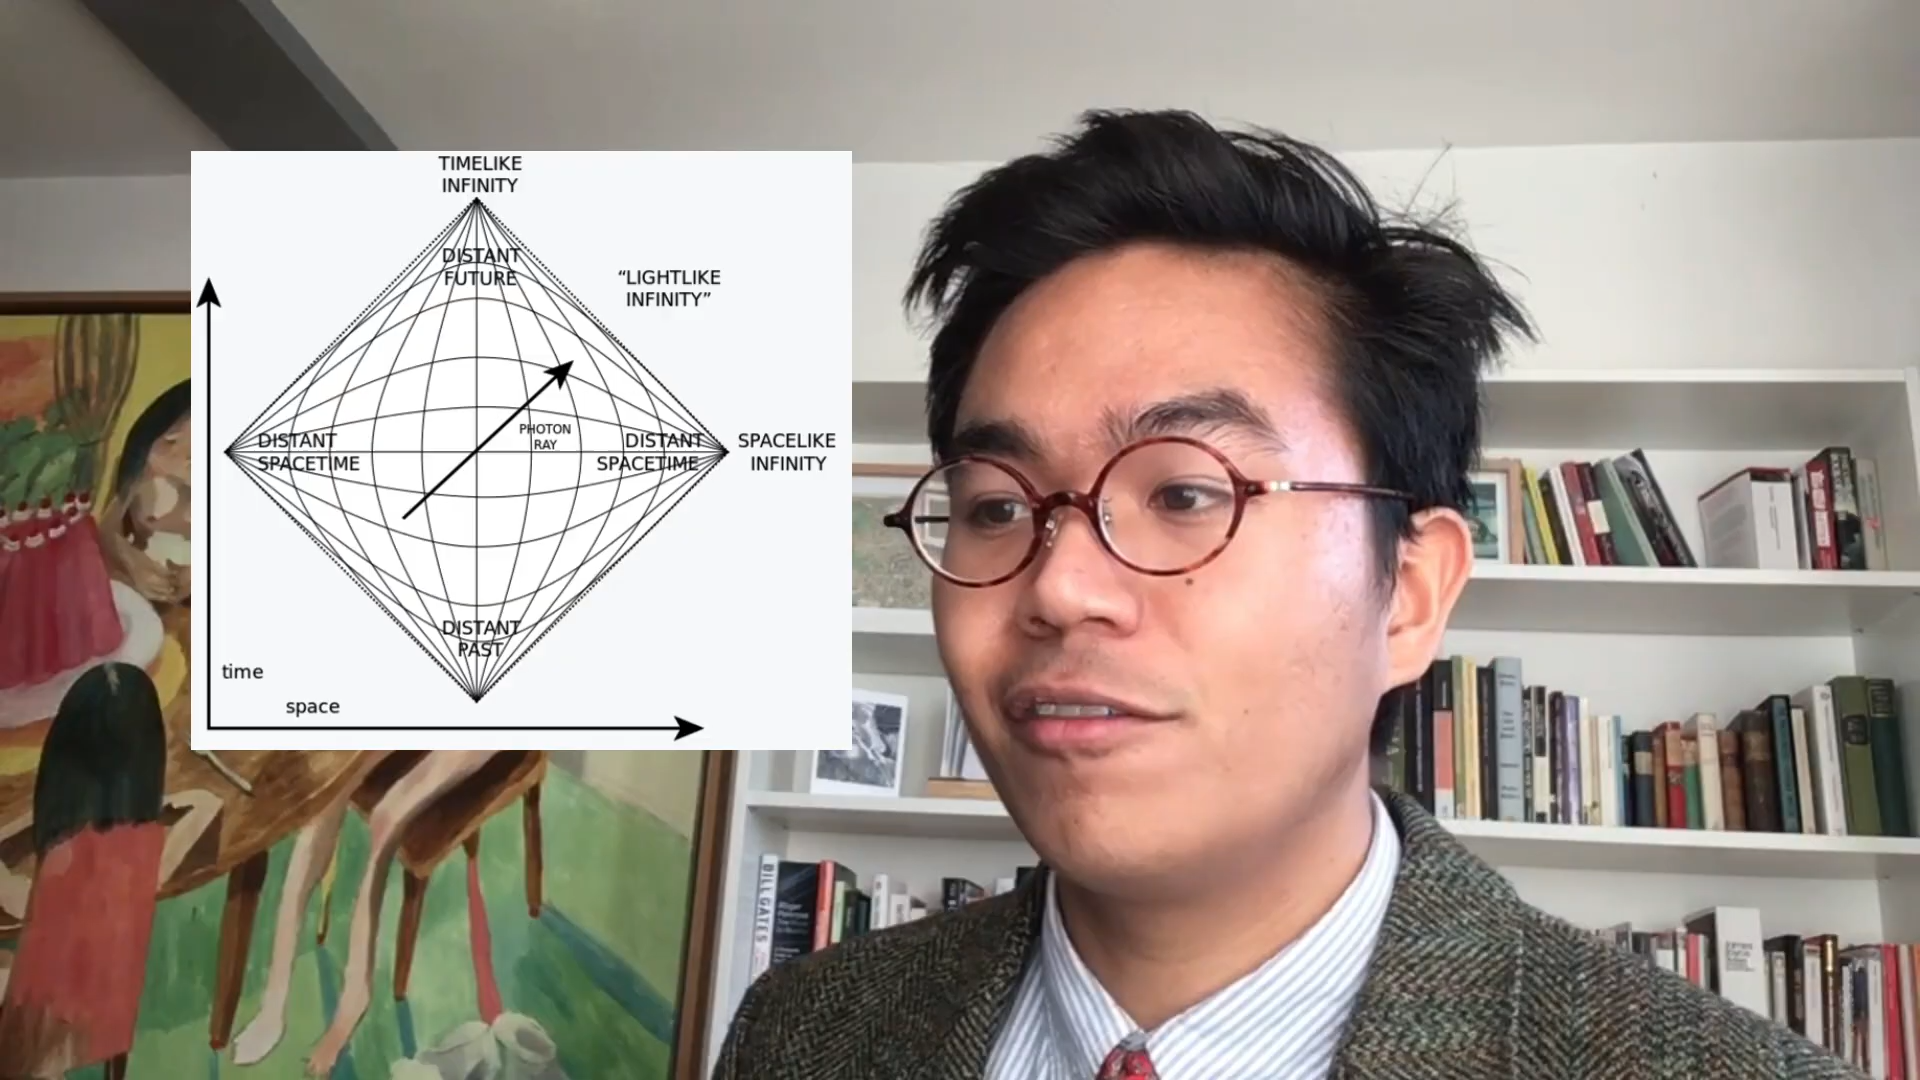 TIMELIKE
INFINITY
DISTANT
FUTURE
“LIGHTLIKE
INFINITY”
PHOTON
RAY
DISTANT
SPACETIME
DISTANT
SPACETIME
SPACELIKE
INFINITY
DISTANT
PAST
time
space
BILL GATES